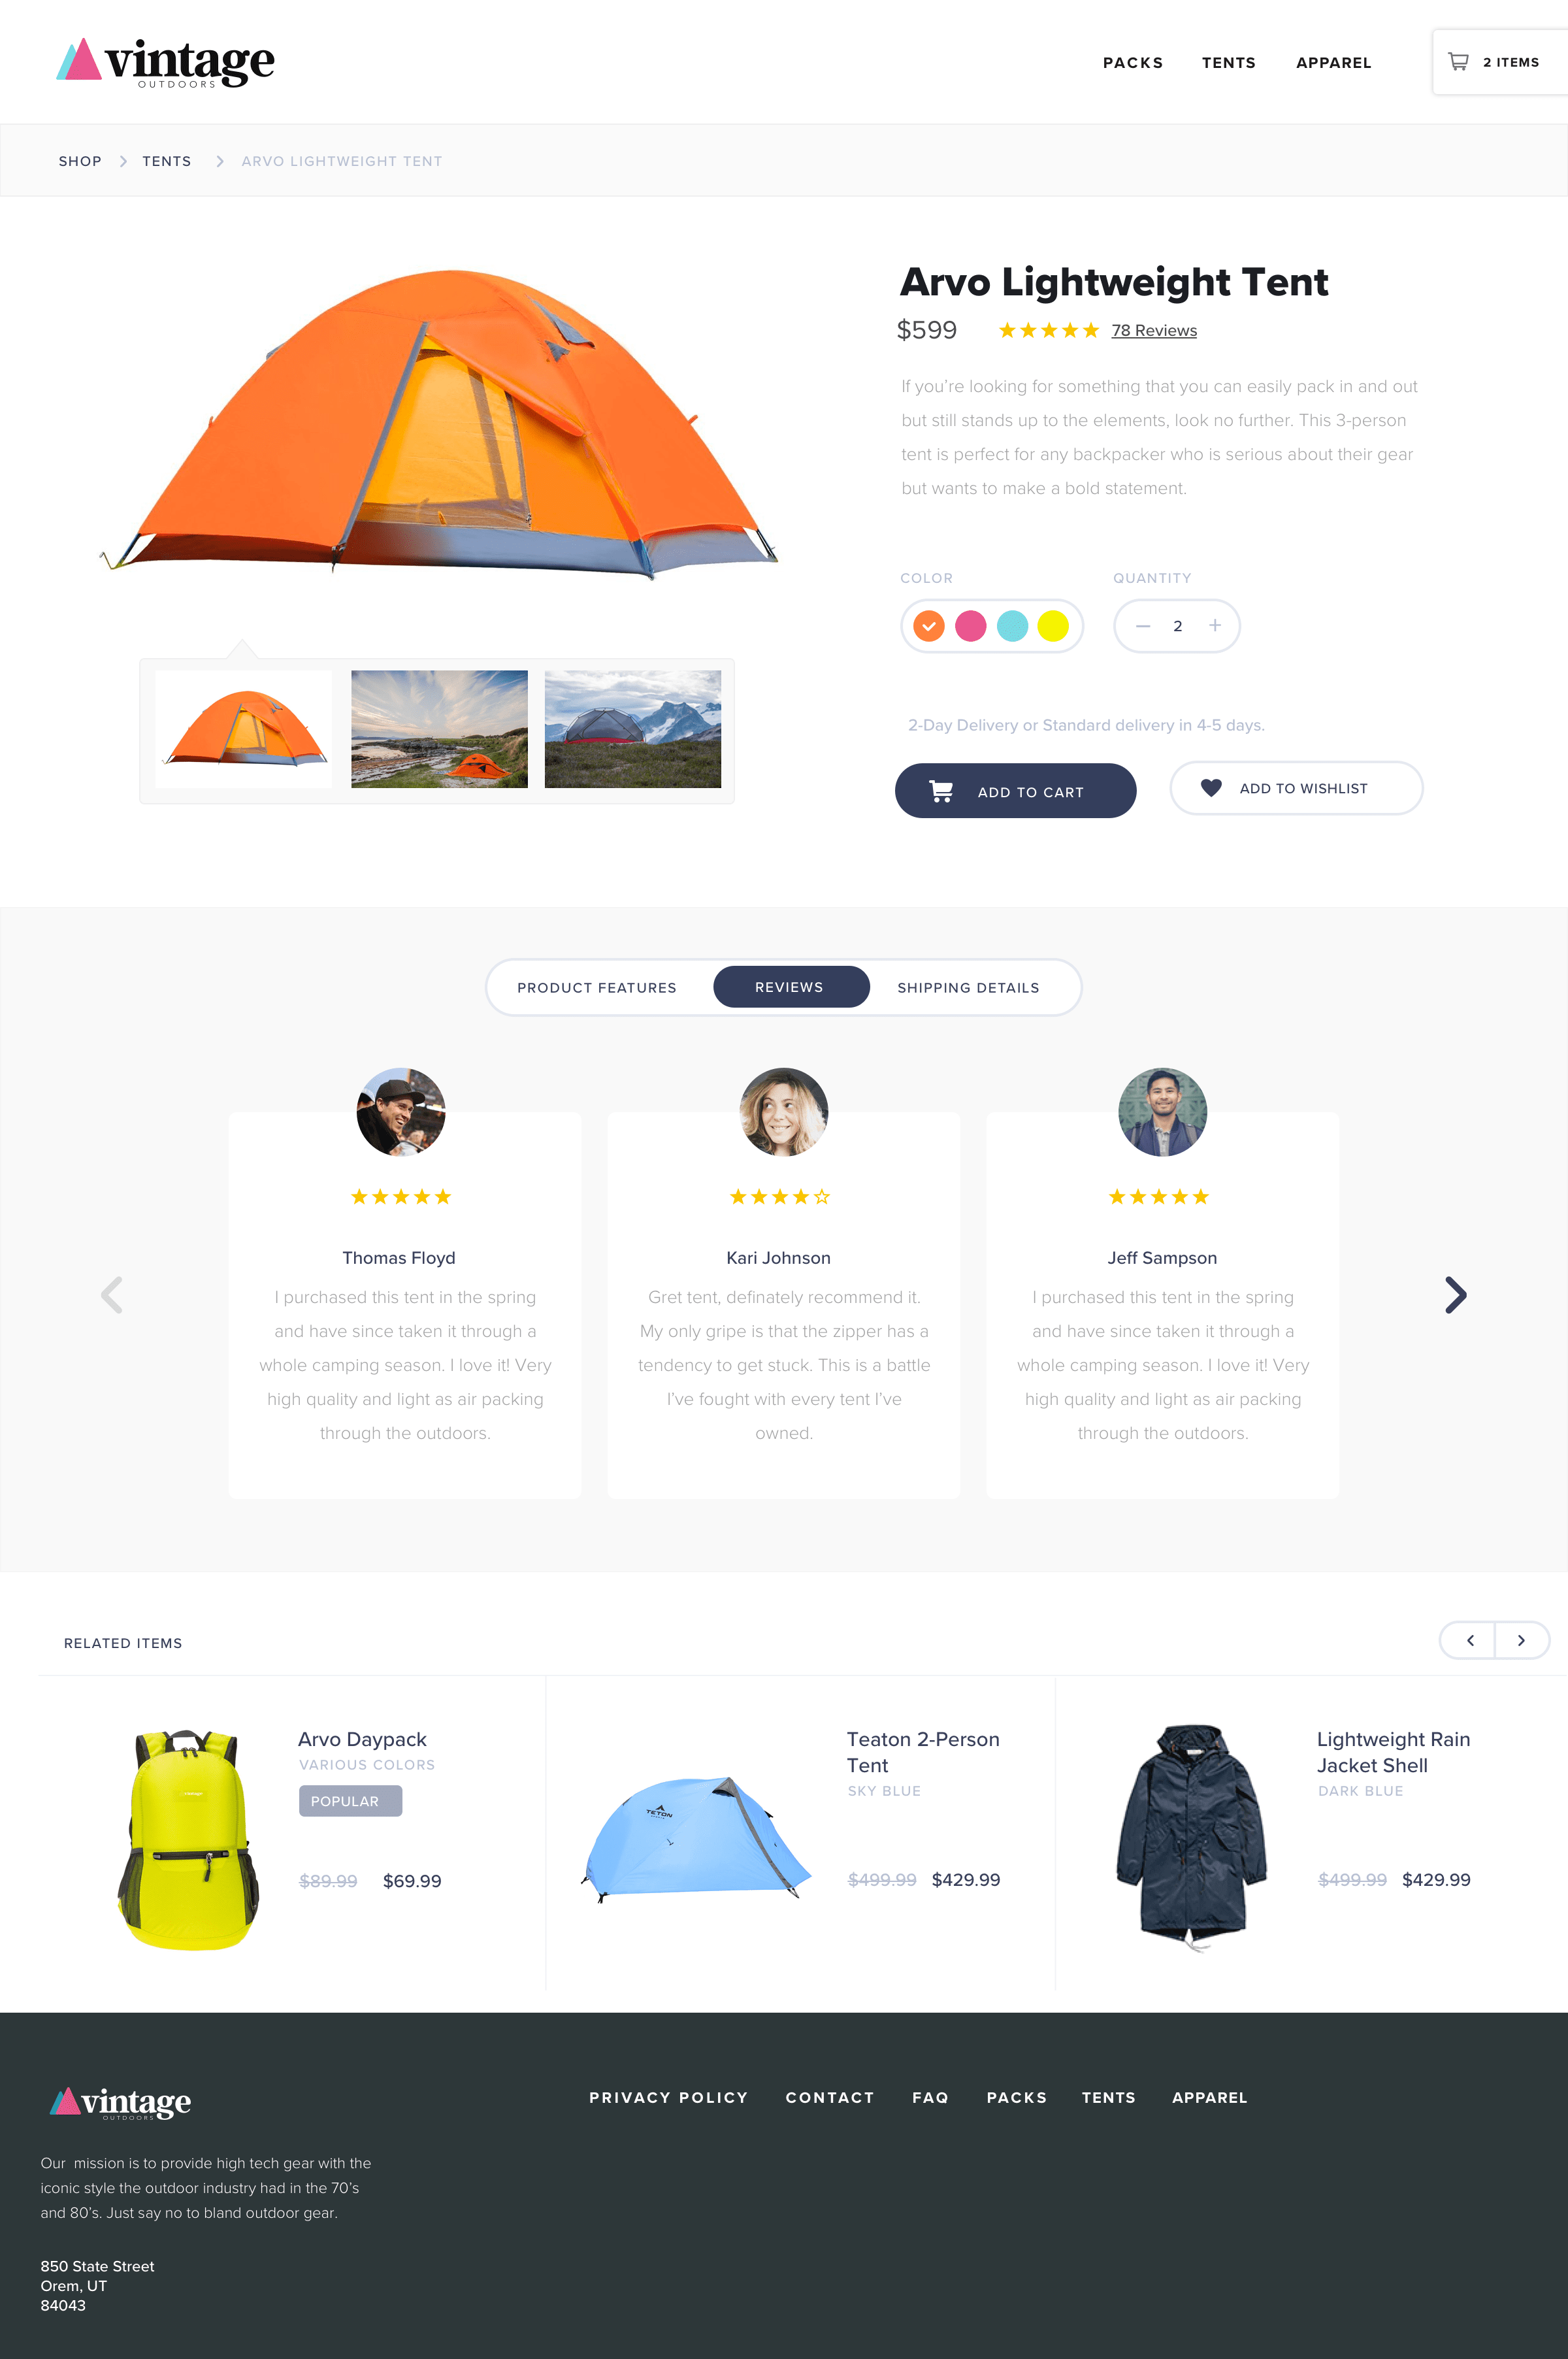 vintage
OUTDOORS
PACKS TENTS APPAREL 2 ITEMS
SHOP TENTS ARVO LIGHTWEIGHT TENT
Arvo Lightweight Tent
$599 78 Reviews
If you're looking for something that you can easily pack in and out
but still stands up to the elements, look no further. This 3-person
tent is perfect for any backpacker who is serious about their gear
but wants to make a bold statement.
COLOR QUANTITY
2
2-Day Delivery or Standard delivery in 4-5 days.
ADD TO CART ADD TO WISHLIST
PRODUCT FEATURES REVIEWS SHIPPING DETAILS
Thomas Floyd
I purchased this tent in the spring
and have since taken it through a
whole camping season. I love it! Very
high quality and light as air packing
through the outdoors.
Kari Johnson
Gret tent, definately recommend it.
My only gripe is that the zipper has a
tendency to get stuck. This is a battle
I've fought with every tent I've
owned.
Jeff Sampson
I purchased this tent in the spring
and have since taken it through a
whole camping season. I love it! Very
high quality and light as air packing
through the outdoors.
RELATED ITEMS
Arvo Daypack
VARIOUS COLORS
POPULAR
$89.99 $69.99
TETON
Teaton 2-Person
Tent
SKY BLUE
$499.99 $429.99
Lightweight Rain
Jacket Shell
DARK BLUE
$499.99 $429.99
vintage
OUTDOORS
PRIVACY POLICY CONTACT FAQ PACKS TENTS APPAREL
Our  mission is to provide high tech gear with the
iconic style the outdoor industry had in the 70's
and 80's. Just say no to bland outdoor gear.
850 State Street
Orem, UT
84043